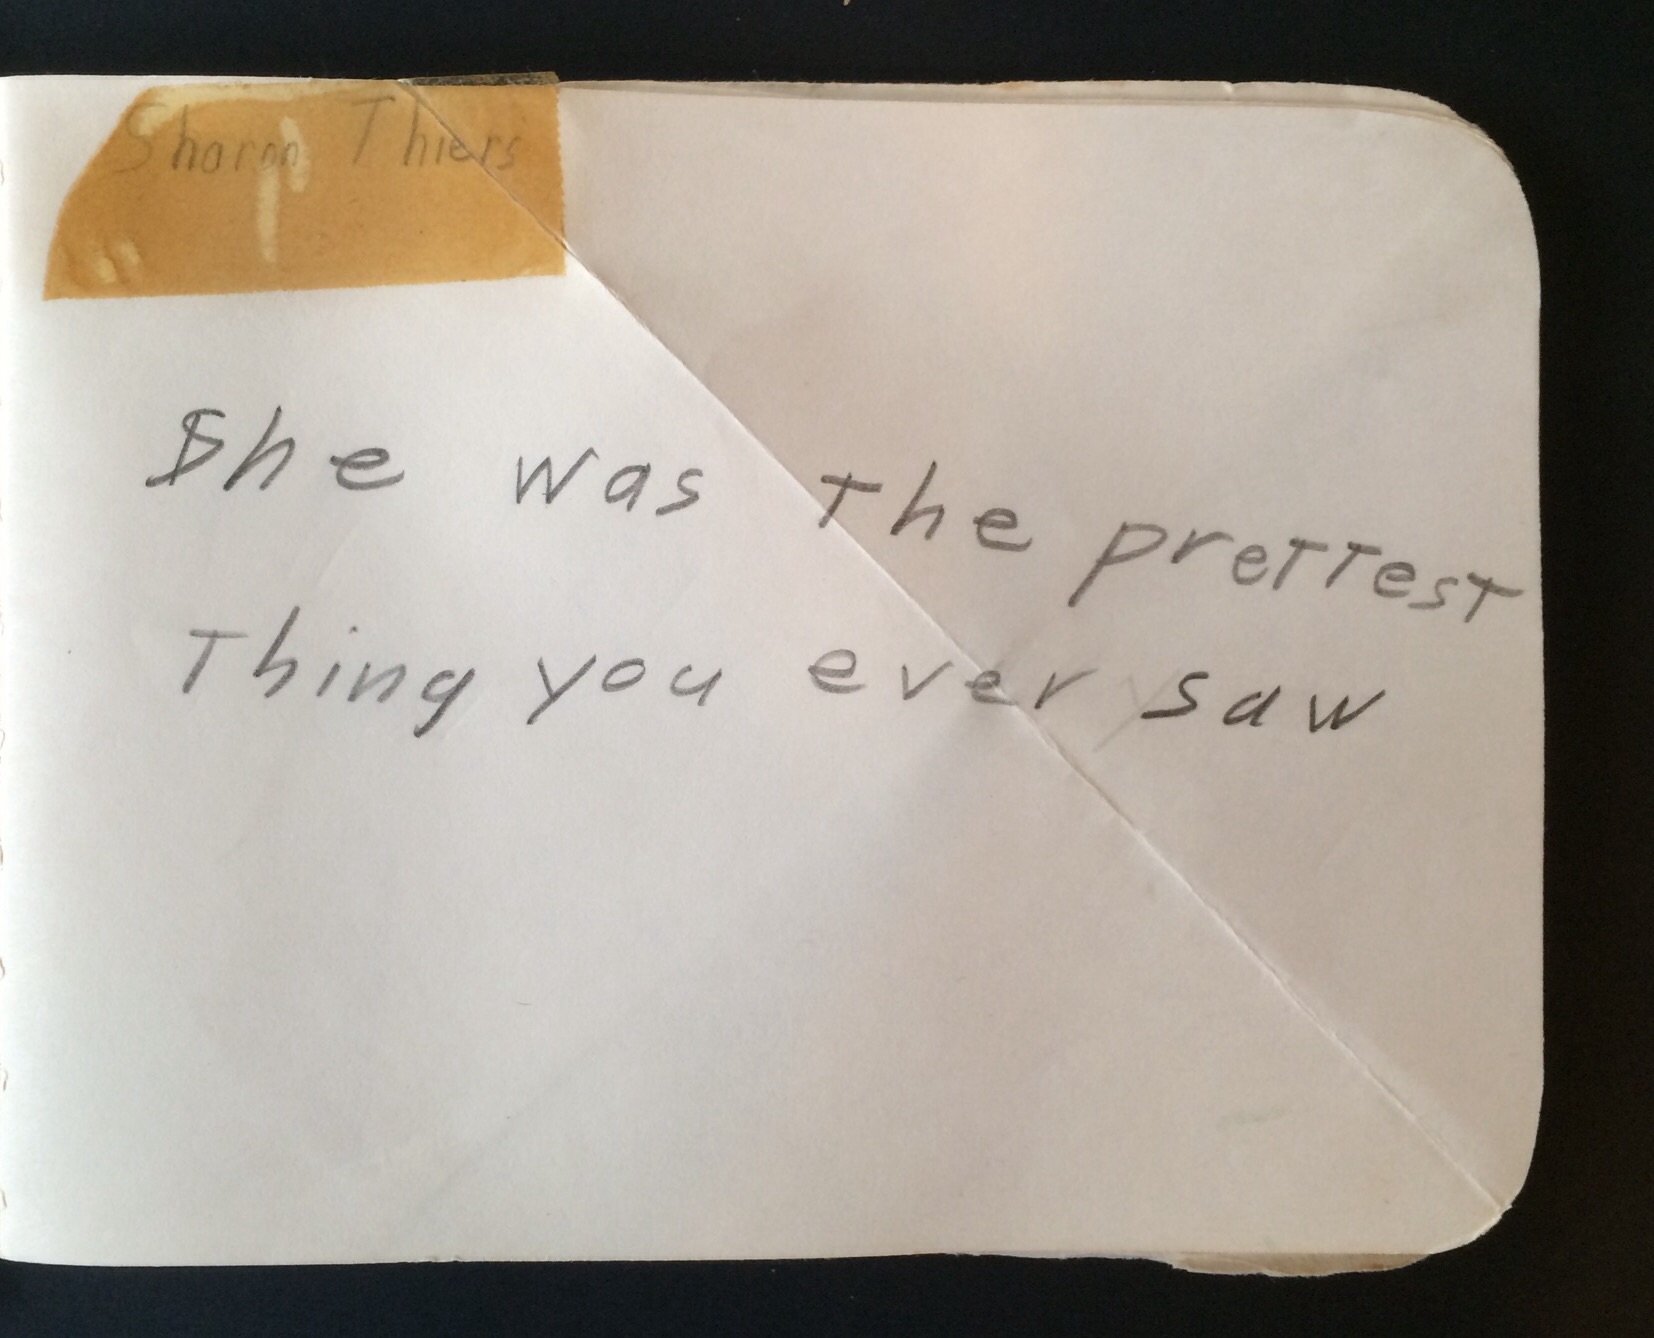 Sharon Thiers
She was the prettest
Thing you ever saw